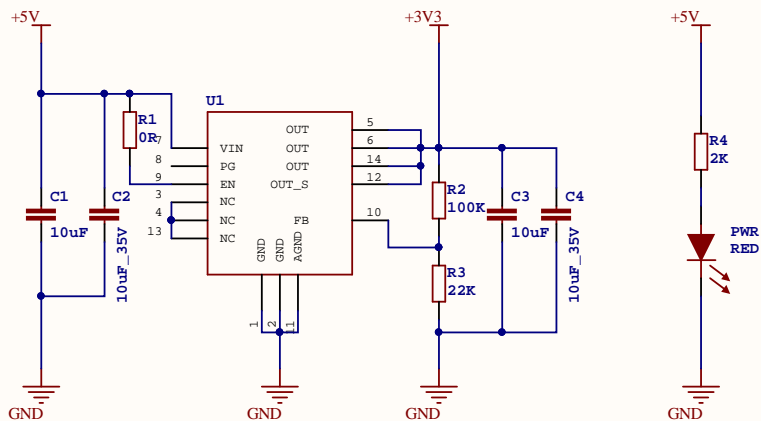 +5V
+3V3
+5V
U1
R1
0R
7
8
9
3
4
13
VIN
PG
EN
NC
NC
NC
OUT
OUT
OUT
OUT_S
FB
5
6
14
12
10
GND
GND
AGND
1
2
11
C1
10uF
C2
10uF_35V
R2
100K
R3
22K
C3
10uF
C4
10uF_35V
R4
2K
PWR
RED
GND
GND
GND
GND